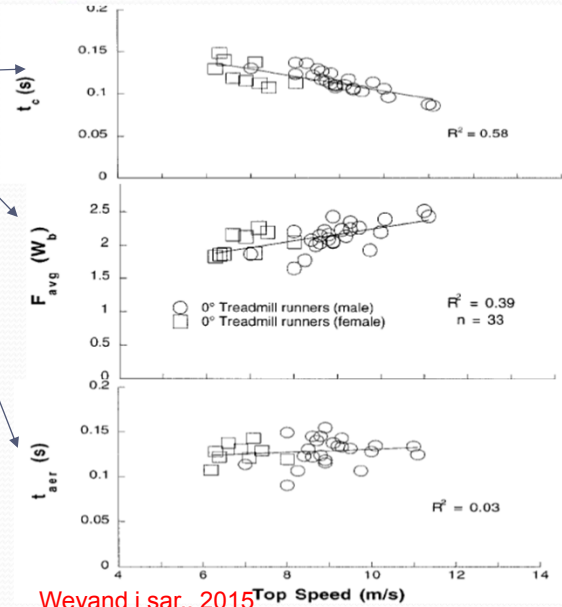 0.2
0.15
0.1
0.05
0
t_c (s)
R² = 0.58
2.5
2
1.5
1
0.5
0
F_avg (W_b)
0° Treadmill runners (male)
0° Treadmill runners (female)
R² = 0.39
n = 33
0.2
0.15
0.1
0.05
0
t_aer (s)
R² = 0.03
4 6 8 10 12 14
Weyand i sar., 2015
Top Speed (m/s)